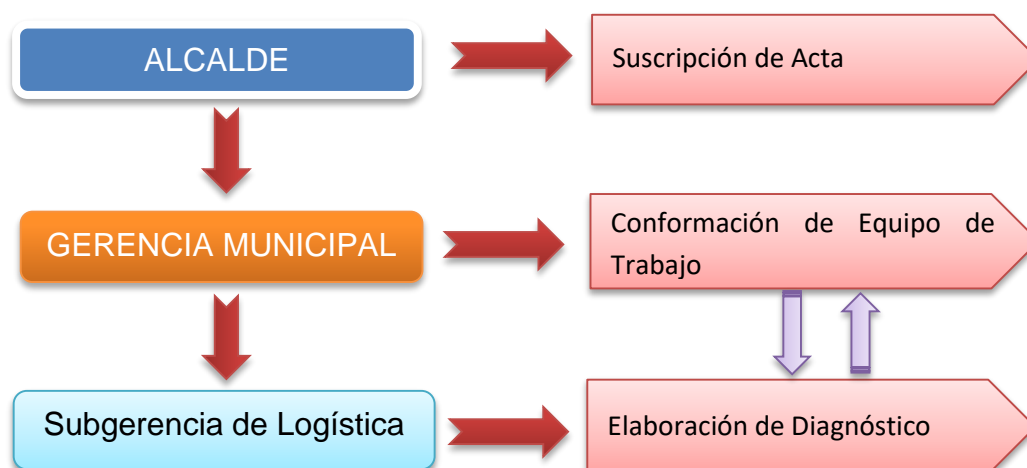 ALCALDE
Suscripción de Acta
GERENCIA MUNICIPAL
Conformación de Equipo de
Trabajo
Subgerencia de Logística
Elaboración de Diagnóstico